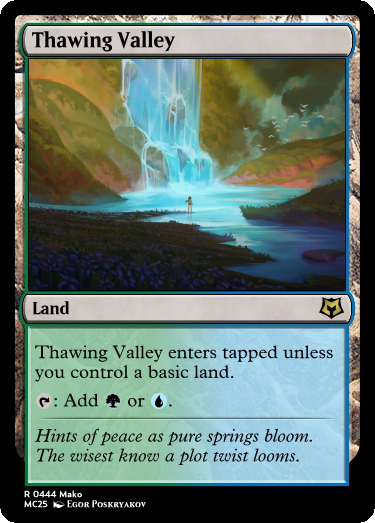 Thawing Valley
Land
Thawing Valley enters tapped unless
you control a basic land.
: Add or .
Hints of peace as pure springs bloom.
The wisest know a plot twist looms.
R 0444 Mako
MC25 Egor Poskryakov